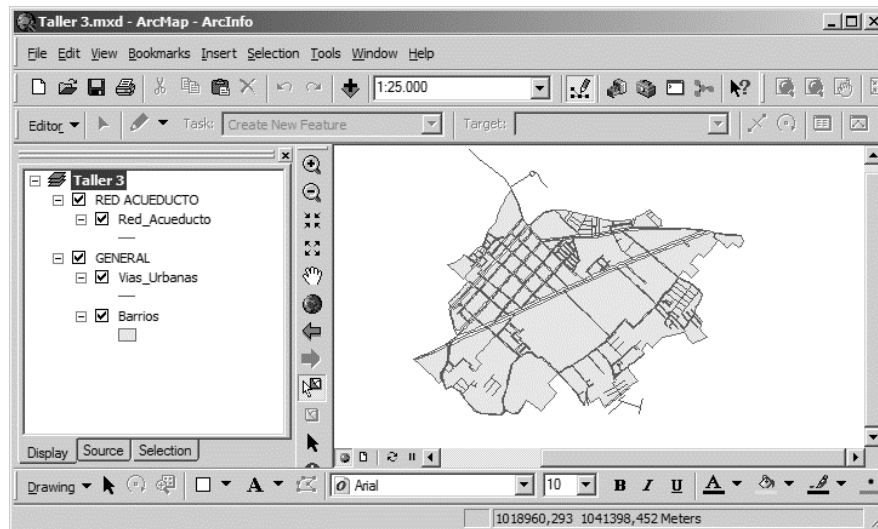 Taller 3.mxd - ArcMap - ArcInfo
File Edit View Bookmarks Insert Selection Tools Window Help
1:25.000
Editor Task: Create New Feature Target:
Taller 3
RED ACUEDUCTO
Red_Acueducto
GENERAL
Vias_Urbanas
Barrios
Display Source Selection
Drawing A Arial 10 B I U A
1018960,293 1041398,452 Meters